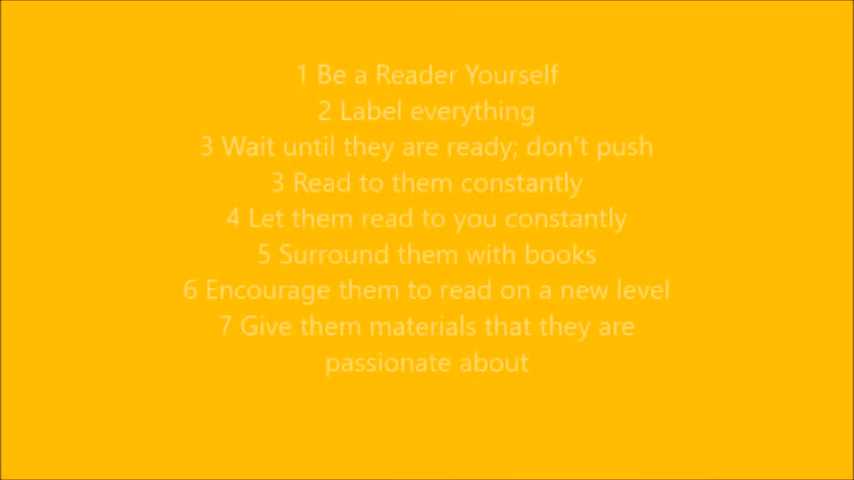 1 Be a Reader Yourself
2 Label everything
3 Wait until they are ready; don't push
3 Read to them constantly
4 Let them read to you constantly
5 Surround them with books
6 Encourage them to read on a new level
7 Give them materials that they are
passionate about